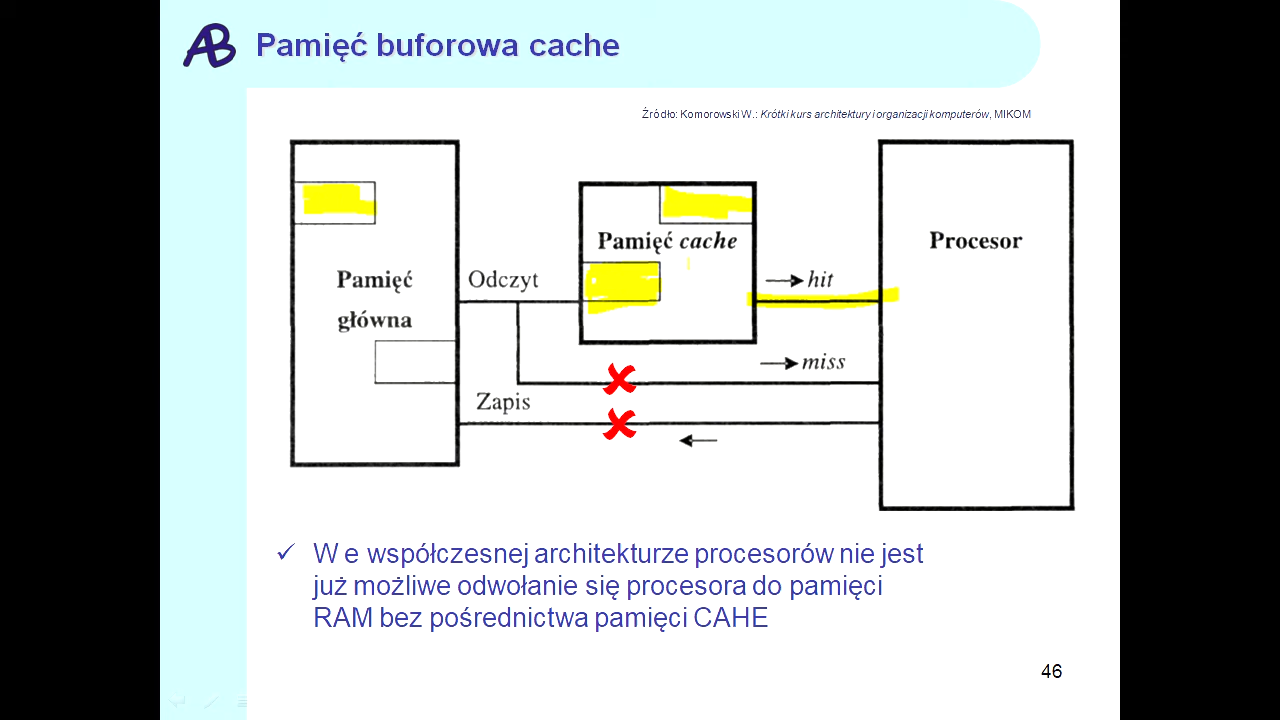 AB
Pamięć buforowa cache
Źródło: Komorowski W.: Krótki kurs architektury i organizacji komputerów, MIKOM
Pamięć cache
Procesor
Pamięć
główna
Odczyt
hit
miss
Zapis
W e współczesnej architekturze procesorów nie jest
już możliwe odwołanie się procesora do pamięci
RAM bez pośrednictwa pamięci CAHE
46